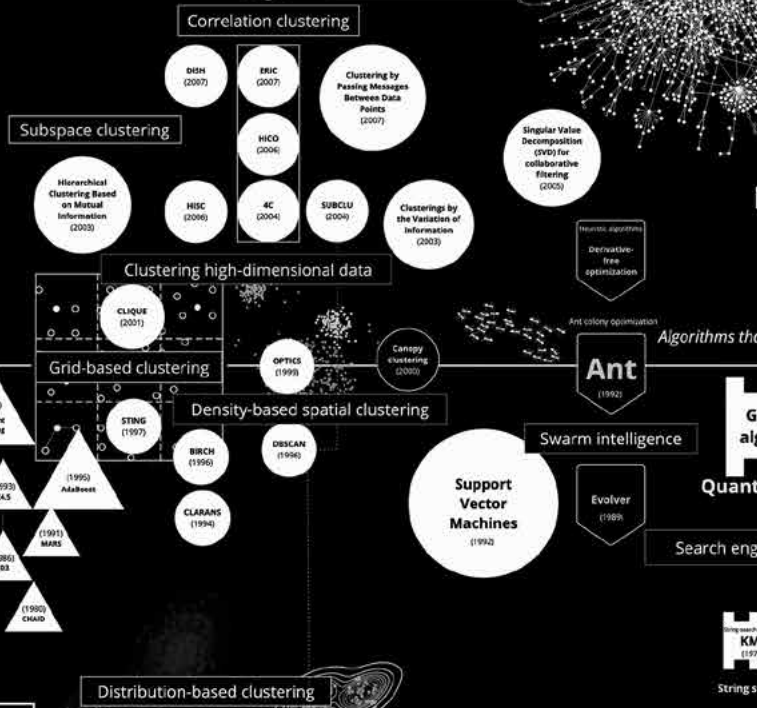 Correlation clustering
DiSH
(2007)
ERiC
(2007)
Clustering by
Passing Messages
Between Data
Points
(2007)
Subspace clustering
HiCO
(2006)
Singular Value
Decomposition
(SVD) for
collaborative
filtering
(2005)
Hierarchical
Clustering Based
on Mutual
Information
(2003)
HiSC
(2006)
4C
(2004)
SUBCLU
(2004)
Clusterings by
the Variation of
Information
(2003)
Heuristic algorithms
Derivative-
free
optimization
Clustering high-dimensional data
CLIQUE
(2001)
Ant colony optimization
Algorithms tha
Grid-based clustering
OPTICS
(1999)
Canopy
clustering
(2000)
Ant
(1992)
Density-based spatial clustering
STING
(1997)
BIRCH
(1996)
DBSCAN
(1996)
Swarm intelligence
G
alg
(1995)
AdaBoost
Support
Vector
Machines
(1992)
Evolver
(1989)
Quant
CLARANS
(1994)
(1991)
MARS
Search eng
(1980)
CHAID
KM
(197
String s
Distribution-based clustering